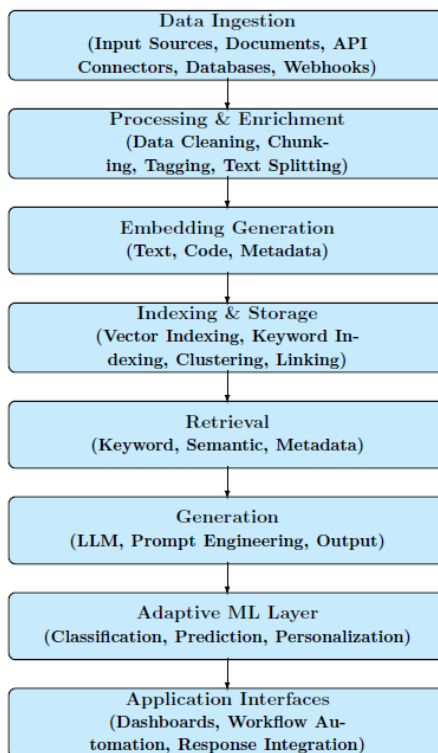 Data Ingestion
(Input Sources, Documents, API
Connectors, Databases, Webhooks)
Processing & Enrichment
(Data Cleaning, Chunk-
ing, Tagging, Text Splitting)
Embedding Generation
(Text, Code, Metadata)
Indexing & Storage
(Vector Indexing, Keyword In-
dexing, Clustering, Linking)
Retrieval
(Keyword, Semantic, Metadata)
Generation
(LLM, Prompt Engineering, Output)
Adaptive ML Layer
(Classification, Prediction, Personalization)
Application Interfaces
(Dashboards, Workflow Au-
tomation, Response Integration)